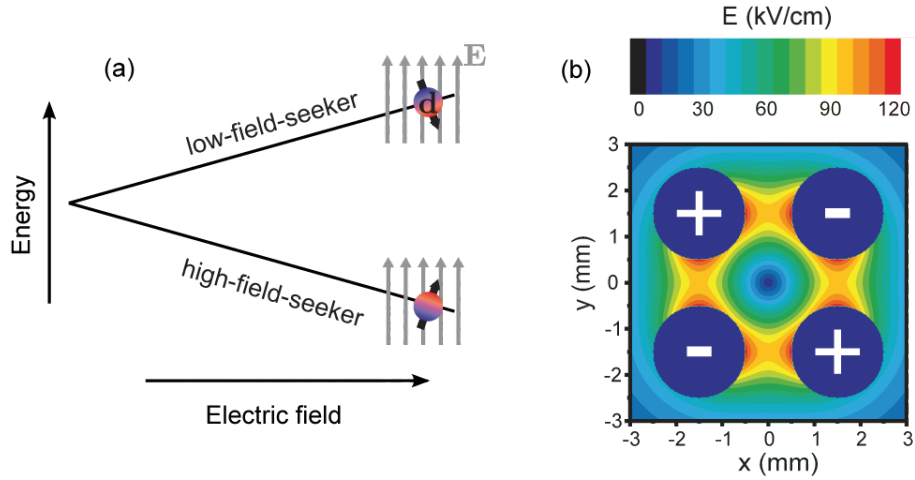 (a)
Energy
low-field-seeker
high-field-seeker
d
E
Electric field
E (kV/cm)
(b)
0 30 60 90 120
3
2
1
0
-1
-2
-3
y (mm)
+ -
- +
-3 -2 -1 0 1 2 3
x (mm)